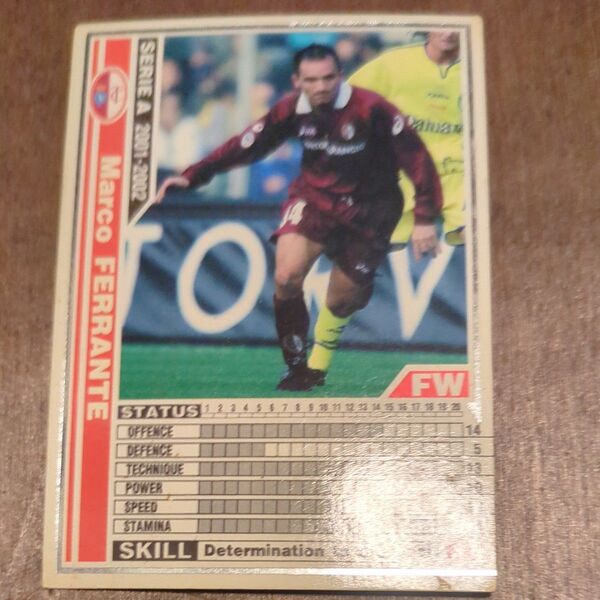 SERIE A 2001-2002
Marco FERRANTE
14
TORV
FW
STATUS 1 2 3 4 5 6 7 8 9 10 11 12 13 14 15 16 17 18 19 20
OFFENCE 14
DEFENCE 5
TECHNIQUE 13
POWER
SPEED
STAMINA
SKILL Determination